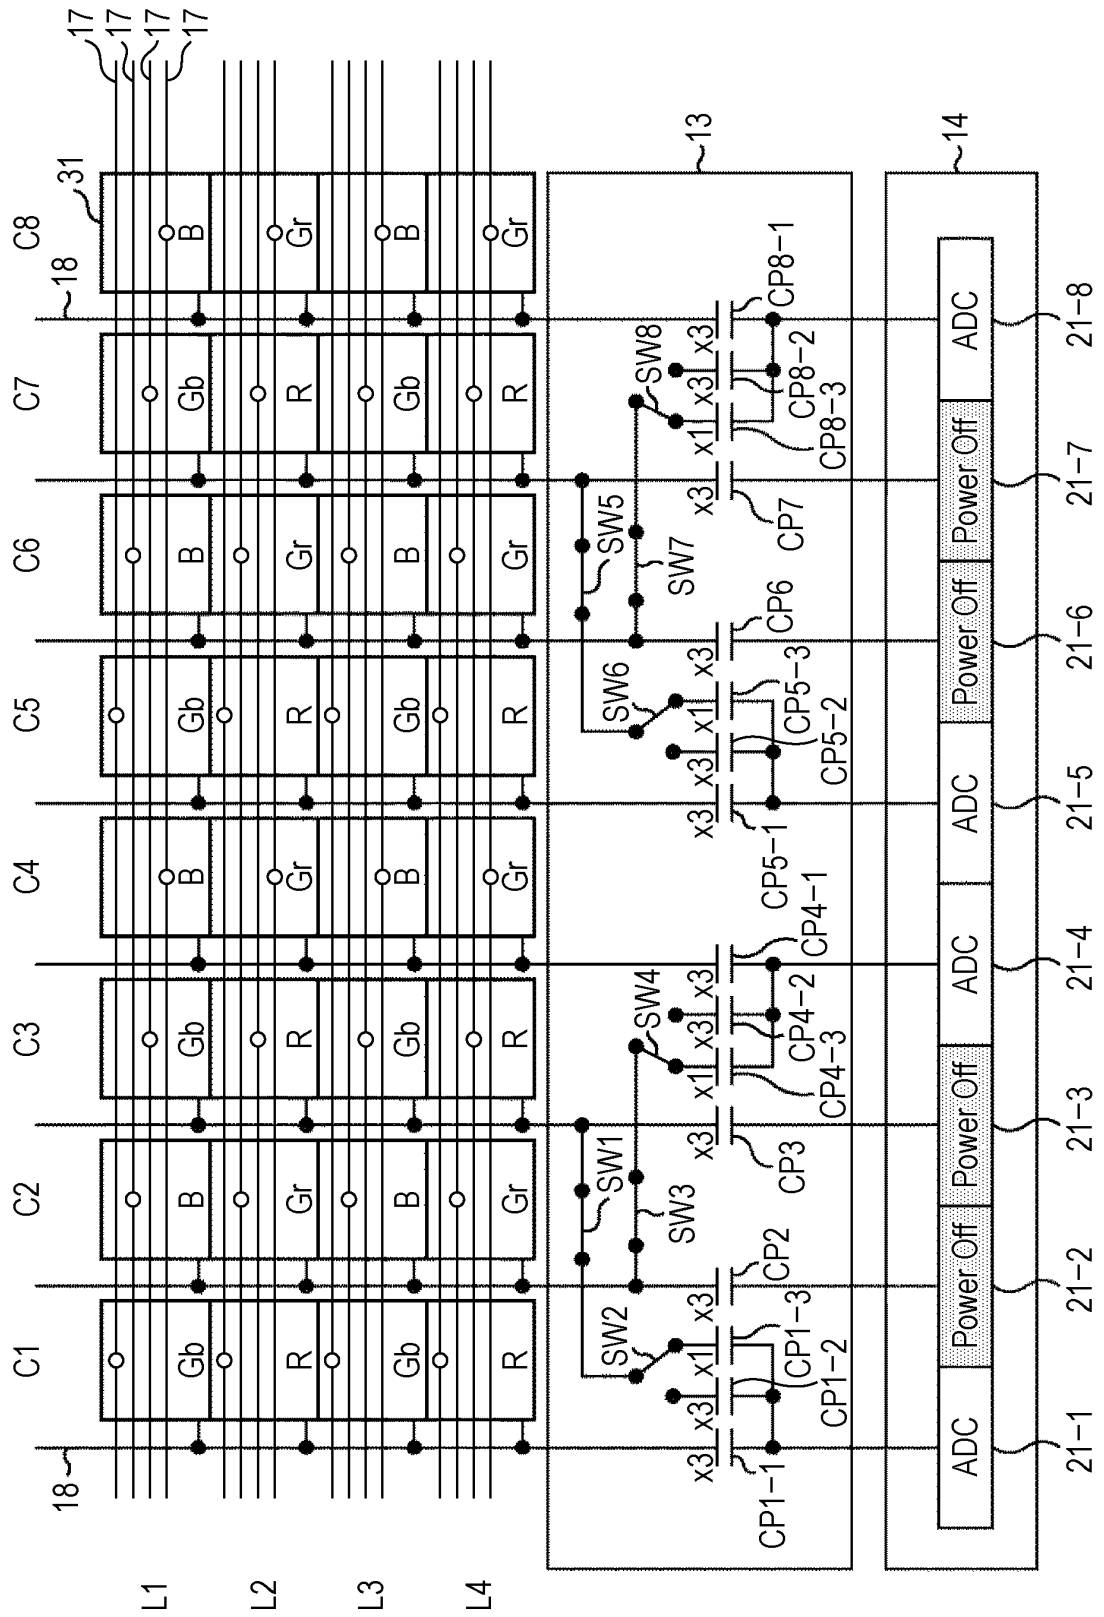 C1 C2 C3 C4 C5 C6 C7 C8
18 18 31 17 17 17 17
L1 Gb B Gb B Gb B Gb B
L2 R Gr R Gr R Gr R Gr
L3 Gb B Gb B Gb B Gb B
L4 R Gr R Gr R Gr R Gr
SW1 SW5
SW2 SW4 SW6 SW8
SW3 SW7
13
x3 x3 x1 x3 x3 x1 x3 x3 x3 x3 x1 x3 x3 x1 x3 x3
CP1-1 CP1-2 CP1-3 CP2 CP3 CP4-3 CP4-2 CP4-1 CP5-1 CP5-2 CP5-3 CP6 CP7 CP8-3 CP8-2 CP8-1
14
ADC Power Off Power Off ADC ADC Power Off Power Off ADC
21-1 21-2 21-3 21-4 21-5 21-6 21-7 21-8